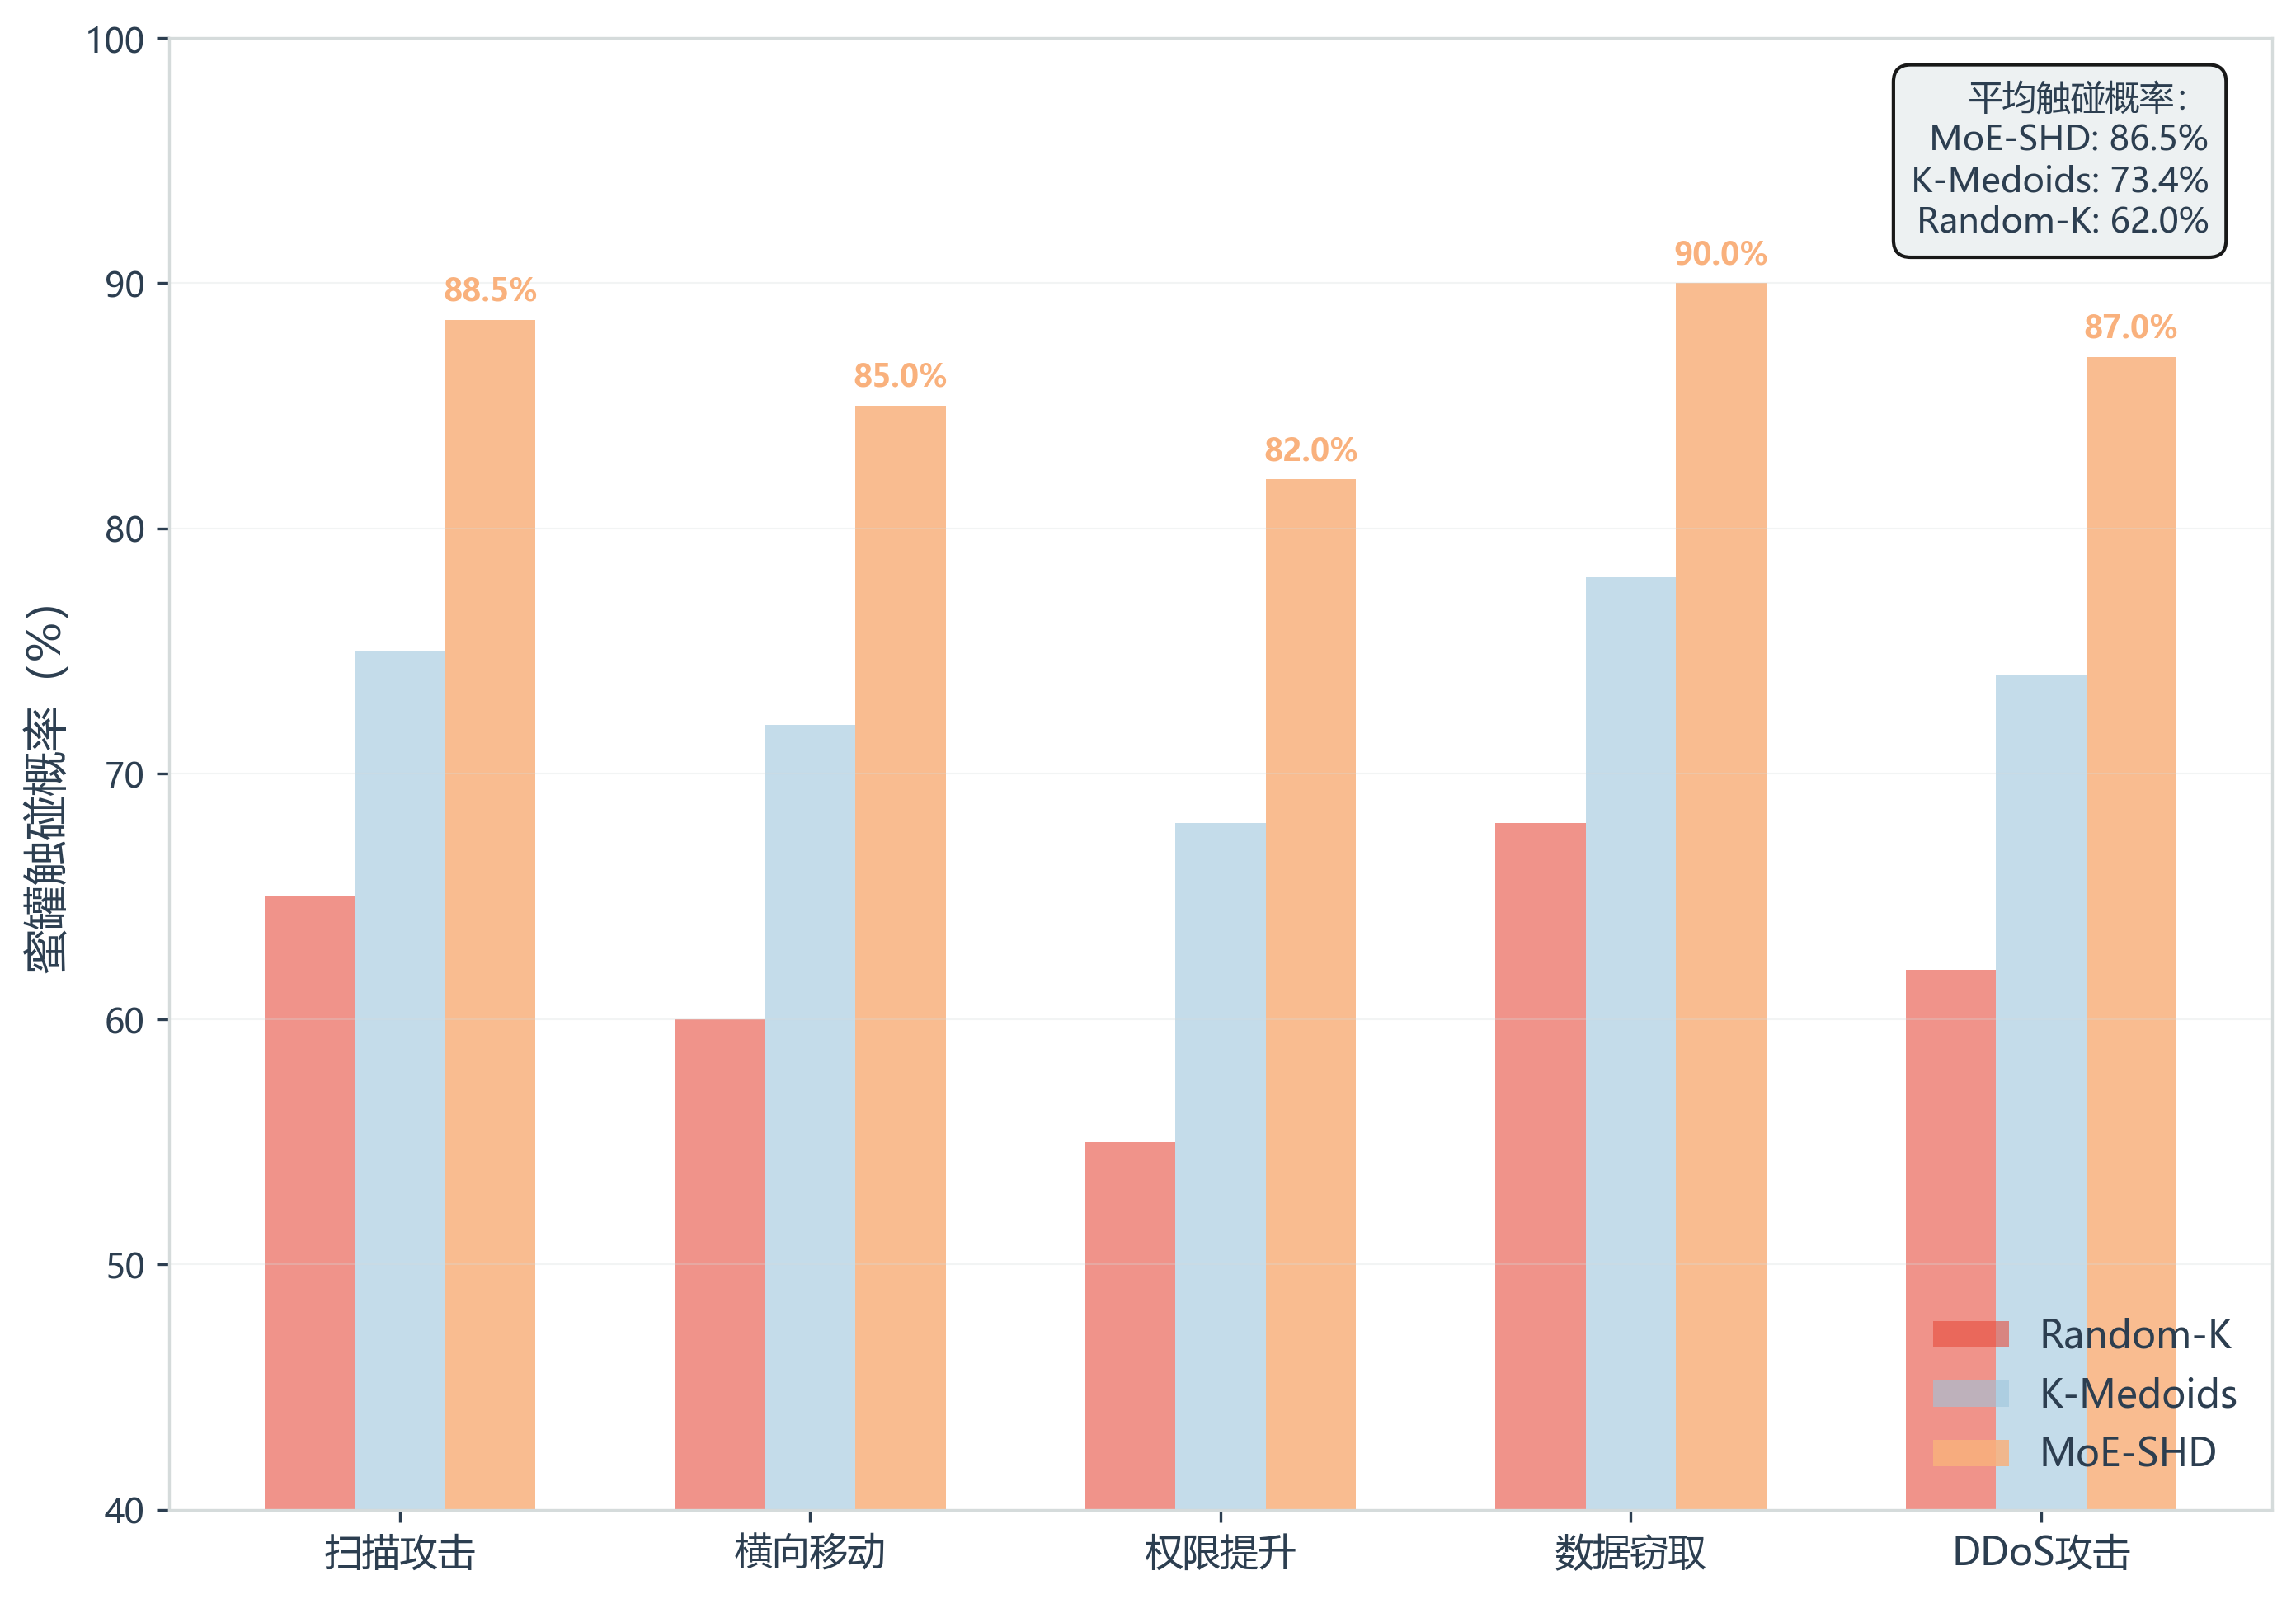 蜜罐触碰概率（%）
100
90
80
70
60
50
40
平均触碰概率：
MoE-SHD: 86.5%
K-Medoids: 73.4%
Random-K: 62.0%
88.5%
85.0%
82.0%
90.0%
87.0%
Random-K
K-Medoids
MoE-SHD
扫描攻击
横向移动
权限提升
数据窃取
DDoS攻击